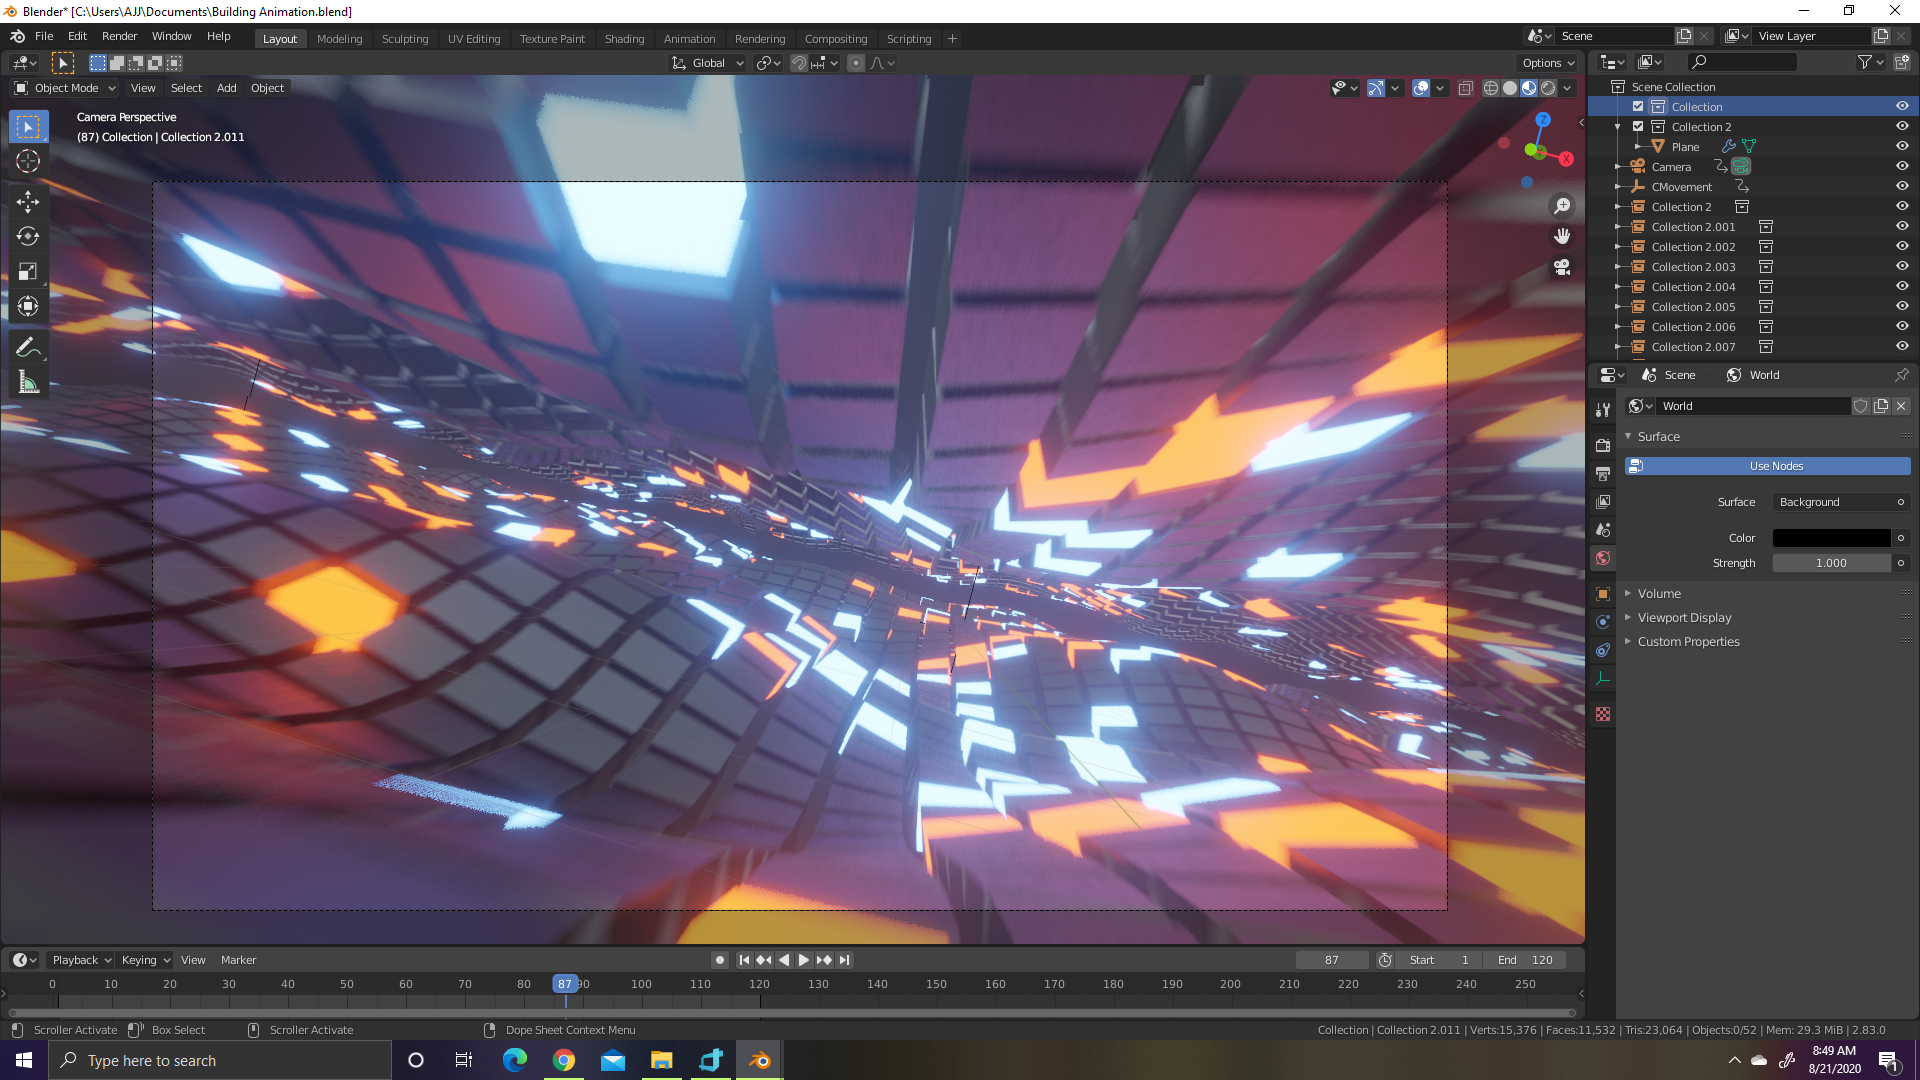 Blender* [C:\Users\AJJ\Documents\Building Animation.blend]
File Edit Render Window Help Layout Modeling Sculpting UV Editing Texture Paint Shading Animation Rendering Compositing Scripting + Scene View Layer
Global Options
Object Mode View Select Add Object
Camera Perspective
(87) Collection | Collection 2.011
Z
X
Scene Collection
Collection
Collection 2
Plane
Camera
CMovement
Collection 2
Collection 2.001
Collection 2.002
Collection 2.003
Collection 2.004
Collection 2.005
Collection 2.006
Collection 2.007
Scene World
World
Surface
Use Nodes
Surface Background
Color
Strength 1.000
Volume
Viewport Display
Custom Properties
Playback Keying View Marker 87 Start 1 End 120
0 10 20 30 40 50 60 70 80 87 90 100 110 120 130 140 150 160 170 180 190 200 210 220 230 240 250
Scroller Activate Box Select Scroller Activate Dope Sheet Context Menu Collection | Collection 2.011 | Verts:15,376 | Faces:11,532 | Tris:23,064 | Objects:0/52 | Mem: 29.3 MiB | 2.83.0
Type here to search
8:49 AM
8/21/2020
1